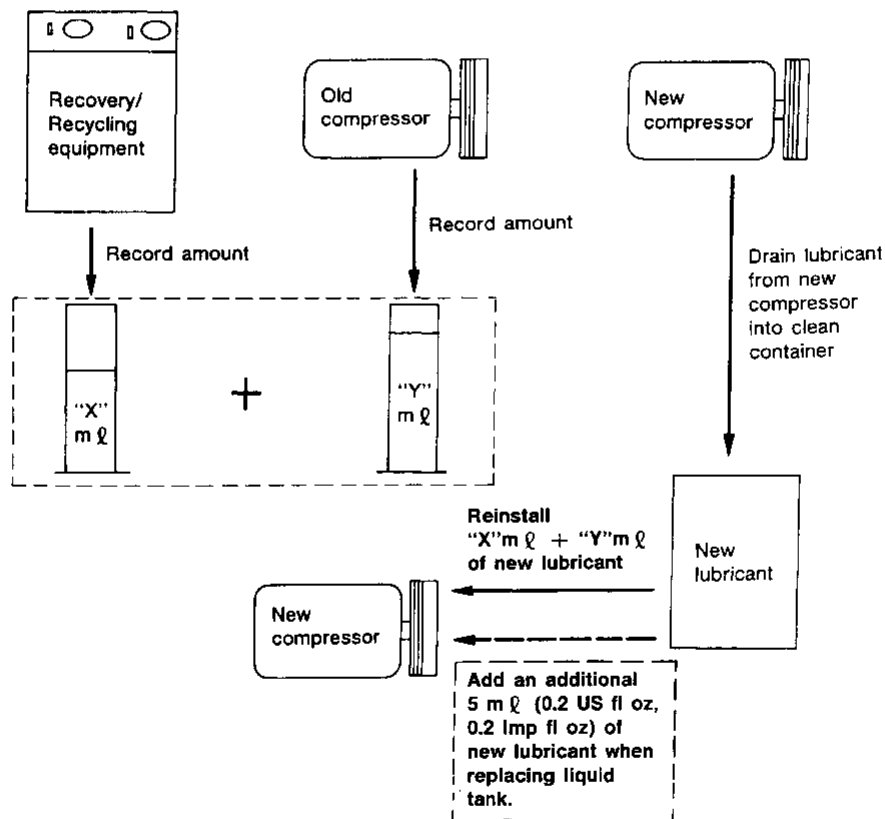 Recovery/
Recycling
equipment
Old
compressor
New
compressor
Record amount
Record amount
Drain lubricant
from new
compressor
into clean
container
"X"
m ℓ
+
"Y"
m ℓ
Reinstall
"X"m ℓ + "Y"m ℓ
of new lubricant
New
lubricant
New
compressor
Add an additional
5 m ℓ (0.2 US fl oz,
0.2 Imp fl oz) of
new lubricant when
replacing liquid
tank.